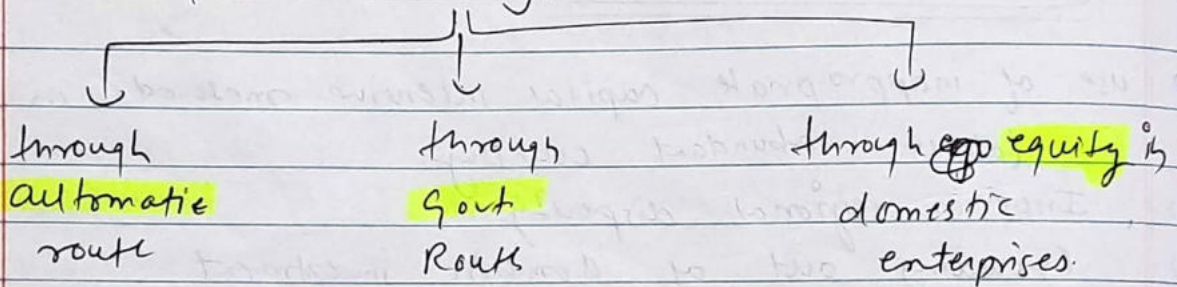 through through through equity in
automatic Govt domestic
route Route enterprises.